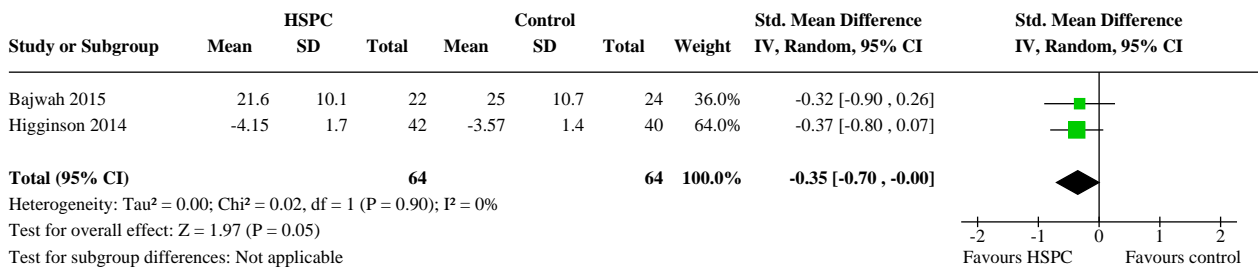 HSPC Control Std. Mean Difference Std. Mean Difference
Study or Subgroup Mean SD Total Mean SD Total Weight IV, Random, 95% CI IV, Random, 95% CI
Bajwah 2015 21.6 10.1 22 25 10.7 24 36.0% -0.32 [-0.90 , 0.26]
Higginson 2014 -4.15 1.7 42 -3.57 1.4 40 64.0% -0.37 [-0.80 , 0.07]
Total (95% CI) 64 64 100.0% -0.35 [-0.70 , -0.00]
Heterogeneity: Tau² = 0.00; Chi² = 0.02, df = 1 (P = 0.90); I² = 0%
Test for overall effect: Z = 1.97 (P = 0.05) -2 -1 0 1 2
Test for subgroup differences: Not applicable Favours HSPC Favours control